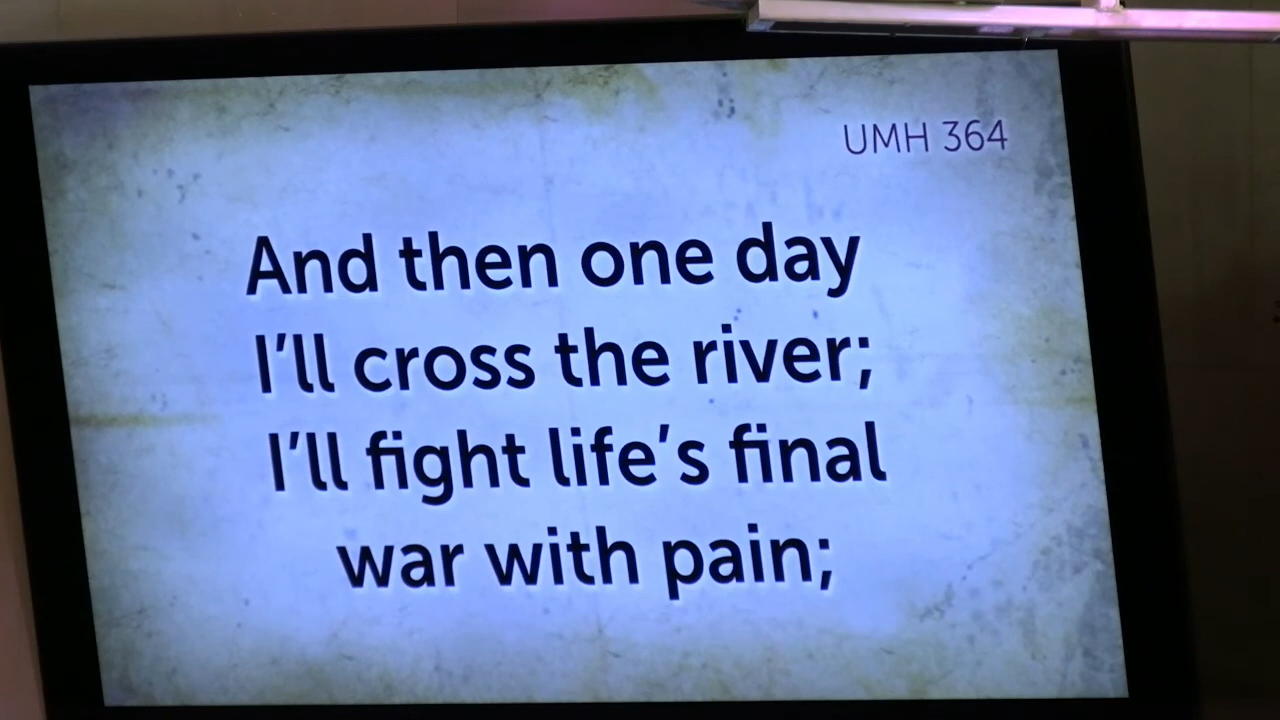 UMH 364
And then one day
I’ll cross the river;
I’ll fight life’s final
war with pain;